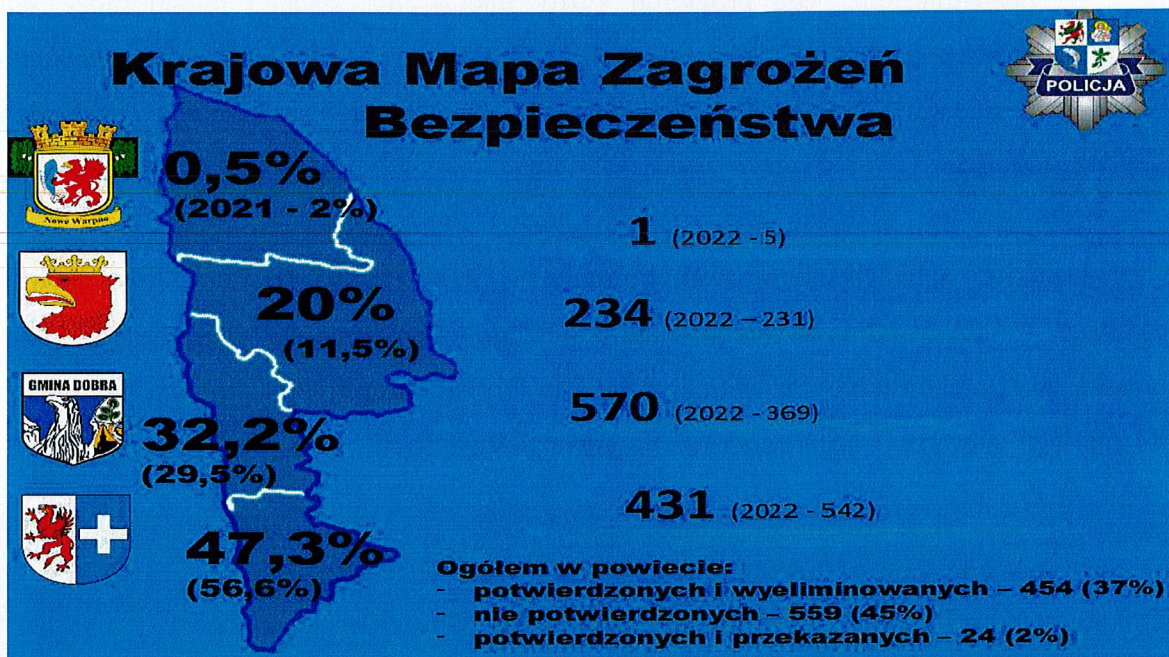 Krajowa Mapa Zagrożeń
Bezpieczeństwa
POLICJA
Nowe Warpno
0,5%
(2021 - 2%)
1 (2022 - 5)
20%
(11,5%)
234 (2022 – 231)
GMINA DOBRA
32,2%
(29,5%)
570 (2022 - 369)
47,3%
(56,6%)
431 (2022 - 542)
Ogółem w powiecie:
- potwierdzonych i wyeliminowanych – 454 (37%)
- nie potwierdzonych – 559 (45%)
- potwierdzonych i przekazanych – 24 (2%)